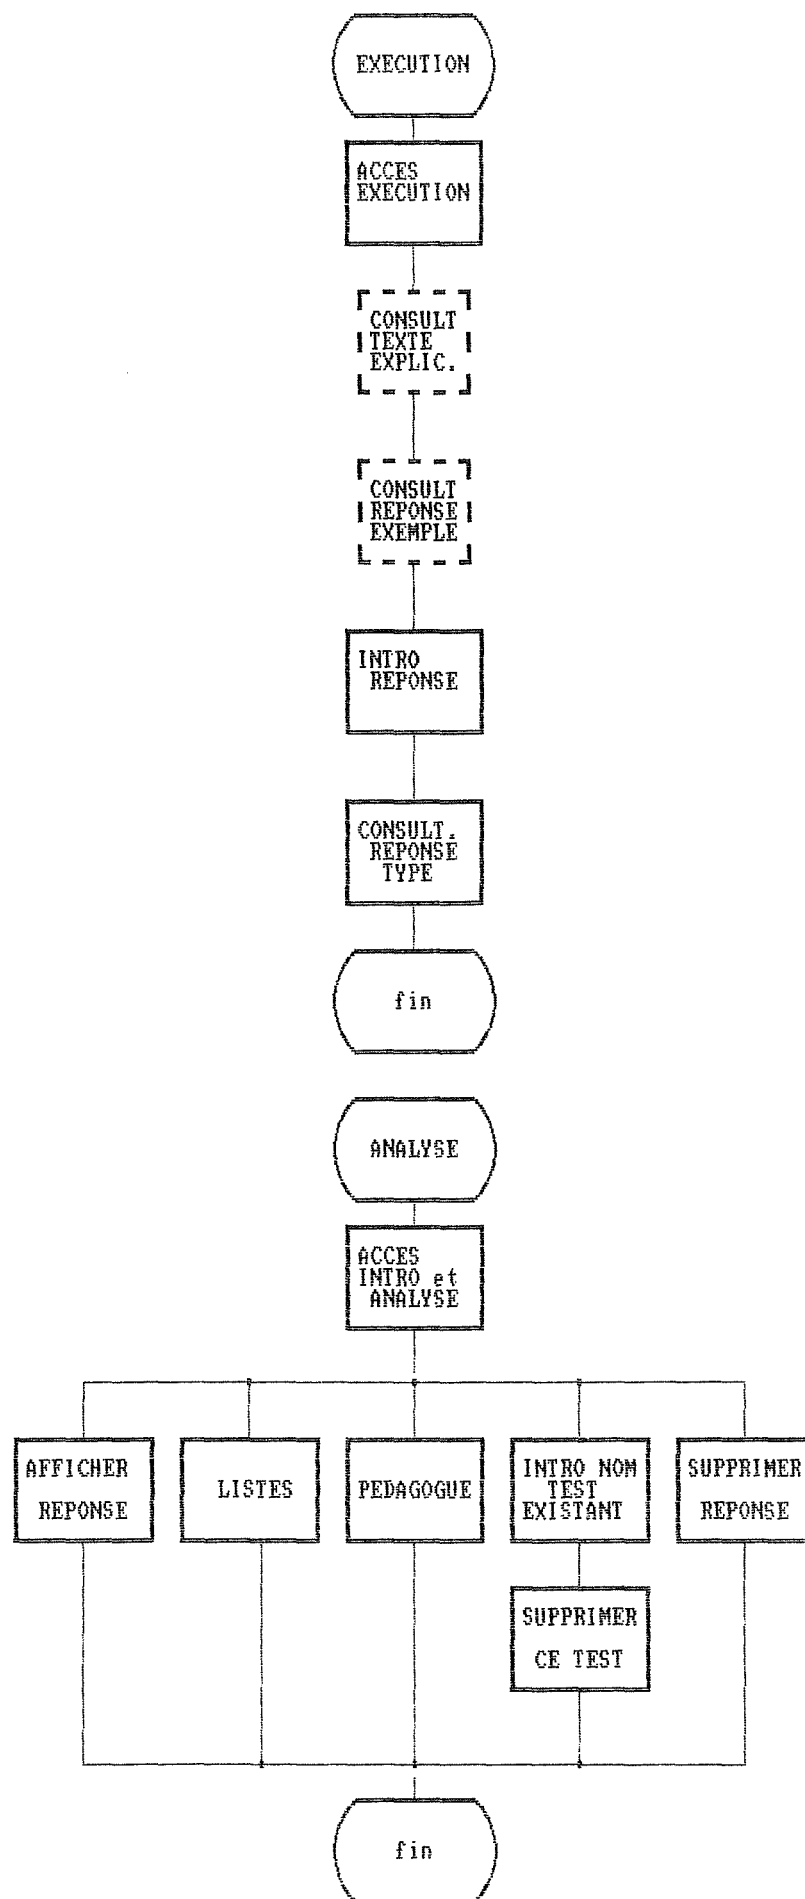 EXECUTION
ACCES
EXECUTION
CONSULT
TEXTE
EXPLIC.
CONSULT
REPONSE
EXEMPLE
INTRO
REPONSE
CONSULT.
REPONSE
TYPE
fin
ANALYSE
ACCES
INTRO et
ANALYSE
AFFICHER
REPONSE
LISTES
PEDAGOGUE
INTRO NOM
TEST
EXISTANT
SUPPRIMER
REPONSE
SUPPRIMER
CE TEST
fin